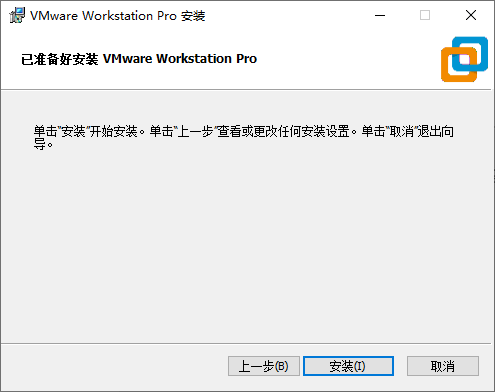 VMware Workstation Pro 安装
已准备好安装 VMware Workstation Pro
单击“安装”开始安装。单击“上一步”查看或更改任何安装设置。单击“取消”退出向
导。
上一步(B) 安装(I) 取消